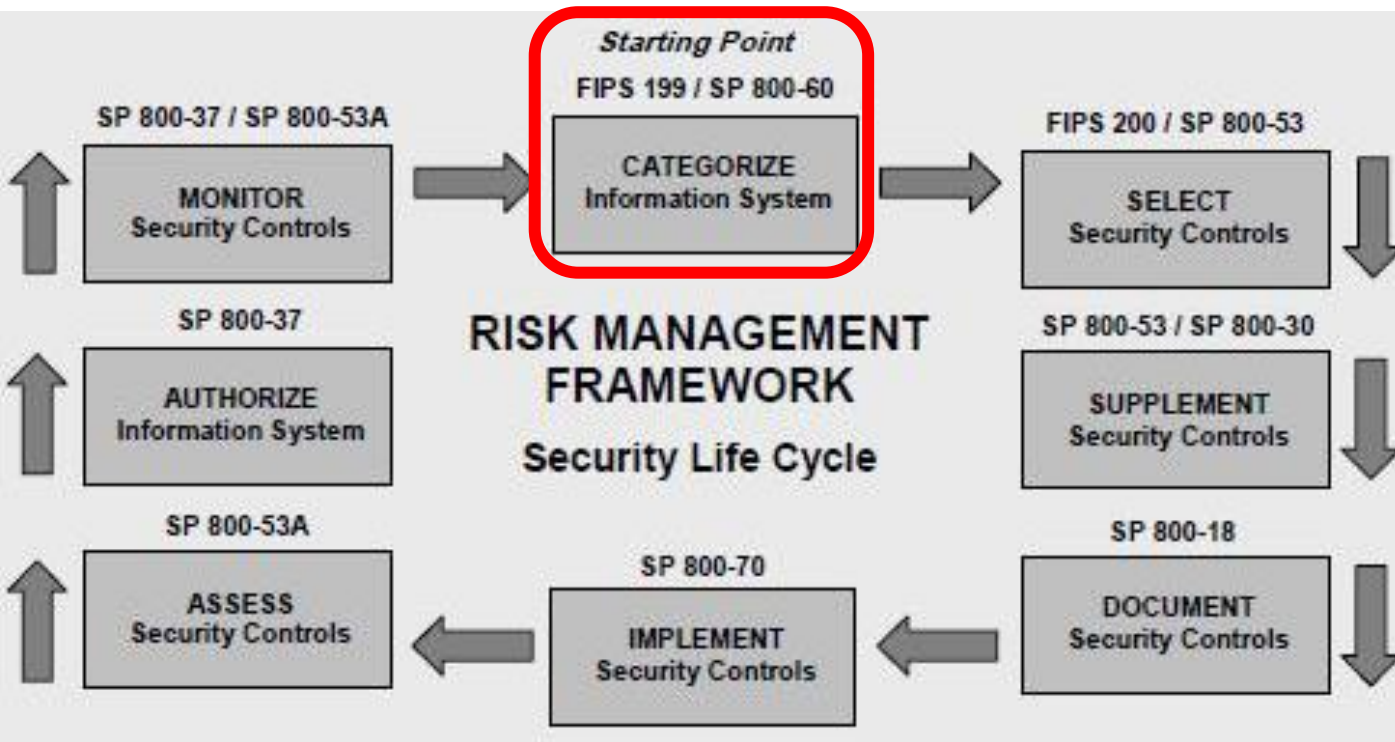 Starting Point
FIPS 199 / SP 800-60
CATEGORIZE
Information System
FIPS 200 / SP 800-53
SELECT
Security Controls
SP 800-53 / SP 800-30
SUPPLEMENT
Security Controls
SP 800-18
DOCUMENT
Security Controls
SP 800-70
IMPLEMENT
Security Controls
SP 800-53A
ASSESS
Security Controls
SP 800-37
AUTHORIZE
Information System
SP 800-37 / SP 800-53A
MONITOR
Security Controls
RISK MANAGEMENT
FRAMEWORK
Security Life Cycle